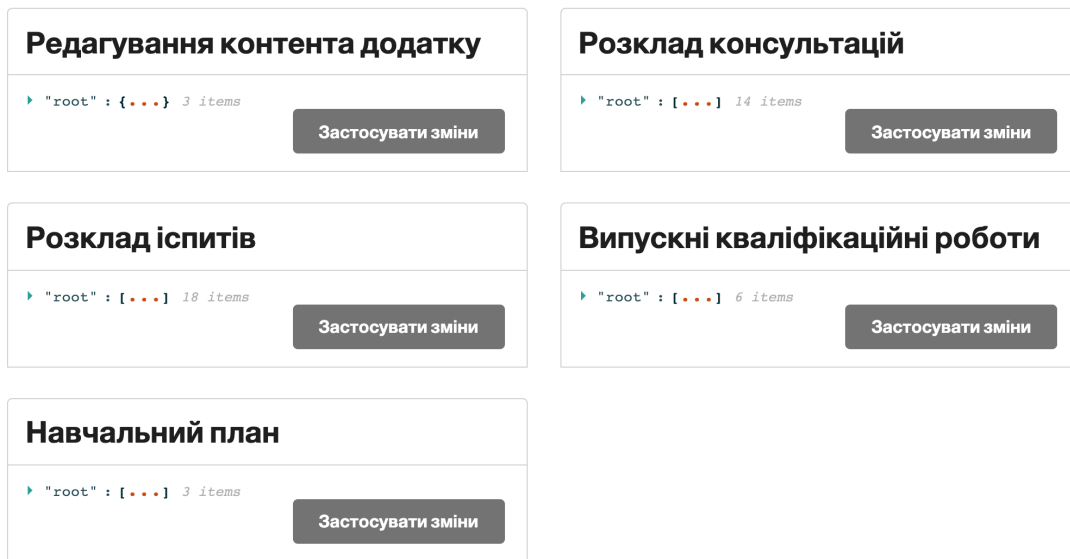 Редагування контента додатку
"root" : {...} 3 items
Застосувати зміни
Розклад консультацій
"root" : [...] 14 items
Застосувати зміни
Розклад іспитів
"root" : [...] 18 items
Застосувати зміни
Випускні кваліфікаційні роботи
"root" : [...] 6 items
Застосувати зміни
Навчальний план
"root" : [...] 3 items
Застосувати зміни